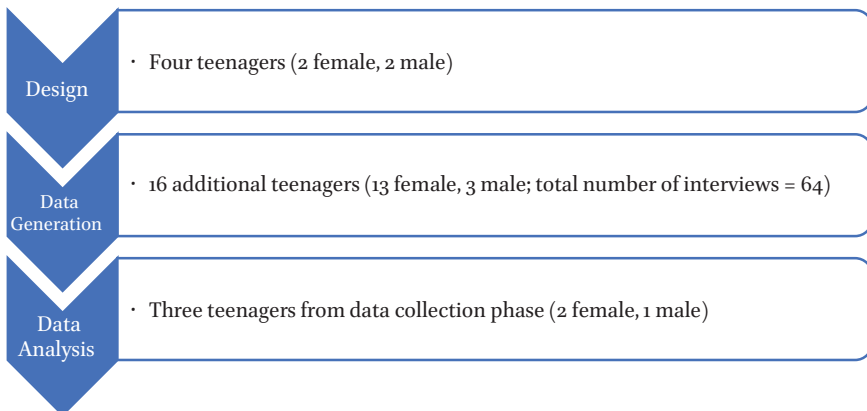 Design
· Four teenagers (2 female, 2 male)
Data
Generation
· 16 additional teenagers (13 female, 3 male; total number of interviews = 64)
Data
Analysis
· Three teenagers from data collection phase (2 female, 1 male)